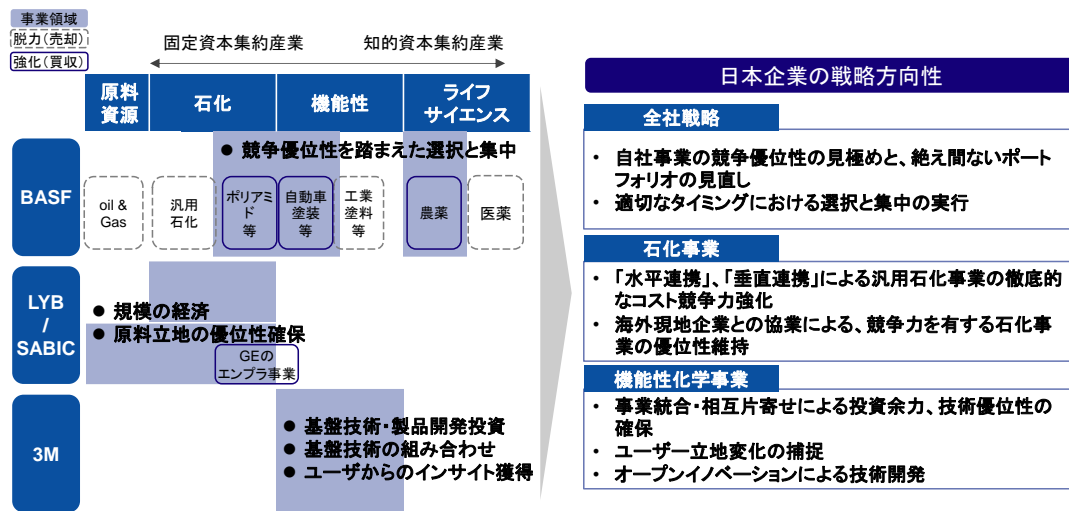 事業領域
脱力(売却)
強化(買収)
固定資本集約産業
知的資本集約産業
原料
資源
石化
機能性
ライフ
サイエンス
BASF
● 競争優位性を踏まえた選択と集中
oil &
Gas
汎用
石化
ポリアミ
ド
等
自動車
塗装
等
工業
塗料
等
農薬
医薬
LYB
/
SABIC
● 規模の経済
● 原料立地の優位性確保
GEの
エンプラ事業
3M
● 基盤技術・製品開発投資
● 基盤技術の組み合わせ
● ユーザからのインサイト獲得
日本企業の戦略方向性
全社戦略
・ 自社事業の競争優位性の見極めと、絶え間ないポート
フォリオの見直し
・ 適切なタイミングにおける選択と集中の実行
石化事業
・ 「水平連携」、「垂直連携」による汎用石化事業の徹底的
なコスト競争力強化
・ 海外現地企業との協業による、競争力を有する石化事
業の優位性維持
機能性化学事業
・ 事業統合・相互片寄せによる投資余力、技術優位性の
確保
・ ユーザー立地変化の捕捉
・ オープンイノベーションによる技術開発